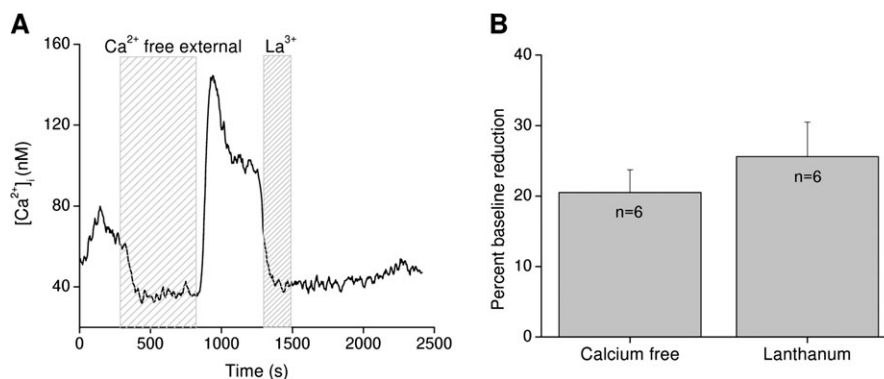 A
Ca²⁺ free external
La³⁺
160
120
80
40
[Ca²⁺]ᵢ (nM)
0
500
1000
1500
2000
2500
Time (s)
B
40
30
20
10
0
Percent baseline reduction
n=6
n=6
Calcium free
Lanthanum